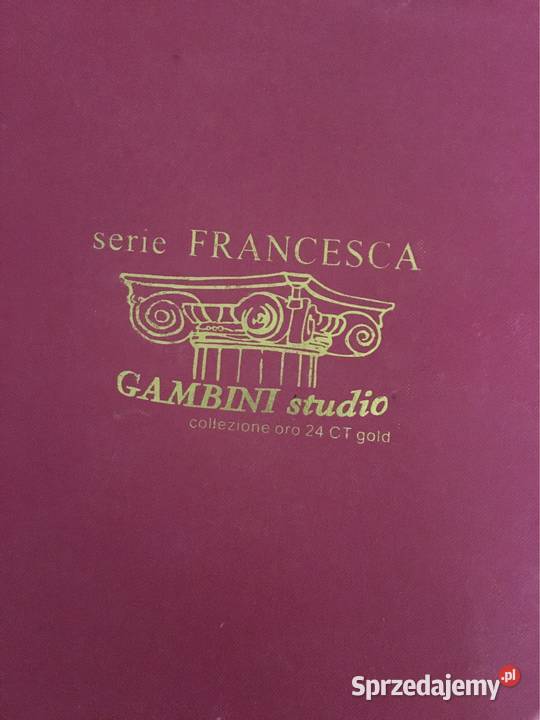 serie FRANCESCA
GAMBINI studio
collezione oro 24 CT gold
Sprzedajemy.pl